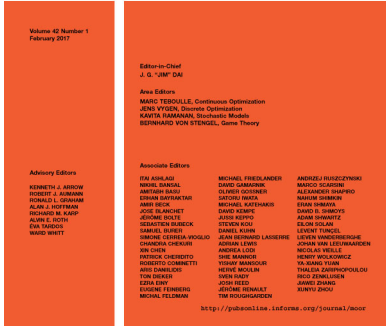 Volume 42 Number 1
February 2017
Advisory Editors
KENNETH J. ARROW
ROBERT J. AUMANN
RONALD L. GRAHAM
ALAN J. HOFFMAN
RICHARD M. KARP
ALVIN E. ROTH
ÉVA TARDOS
WARD WHITT
Editor-in-Chief
J. G. "JIM" DAI
Area Editors
MARC TEBOULLE, Continuous Optimization
JENS VYGEN, Discrete Optimization
KAVITA RAMANAN, Stochastic Models
BERNHARD VON STENGEL, Game Theory
Associate Editors
ITAI ASHLAGI
NIKHIL BANSAL
AMITABH BASU
ERHAN BAYRAKTAR
AMIR BECK
JOSE BLANCHET
JÉRÔME BOLTE
SEBASTIEN BUBECK
SAMUEL BURER
SIMONE CERREIA-VIOGLIO
CHANDRA CHEKURI
XIN CHEN
PATRICK CHERIDITO
ROBERTO COMINETTI
ARIS DANIILIDIS
TON DIEKER
EZRA EINY
EUGENE FEINBERG
MICHAL FELDMAN
MICHAEL FRIEDLANDER
DAVID GAMARNIK
OLIVIER GOSSNER
SATORU IWATA
MICHAEL KATEHAKIS
DAVID KEMPE
JUSSI KEPPO
STEVEN KOU
DANIEL KUHN
JEAN BERNARD LASSERRE
ADRIAN LEWIS
ANDREA LODI
SHIE MANNOR
YISHAY MANSOUR
HERVÉ MOULIN
SVEN RADY
JOSH REED
JÉRÔME RENAULT
TIM ROUGHGARDEN
ANDRZEJ RUSZCZYNSKI
MARCO SCARSINI
ALEXANDER SHAPIRO
NAHUM SHIMKIN
ERAN SHMAYA
DAVID B. SHMOYS
ADAM SHWARTZ
EILON SOLAN
LEVENT TUNÇEL
LIEVEN VANDENBERGHE
JOHAN VAN LEEUWAARDEN
NICOLAS VIEILLE
HENRY WOLKOWICZ
YA-XIANG YUAN
THALEIA ZARIPHOPOULOU
RICO ZENKLUSEN
JIAWEI ZHANG
XUNYU ZHOU
http://pubsonline.informs.org/journal/moor